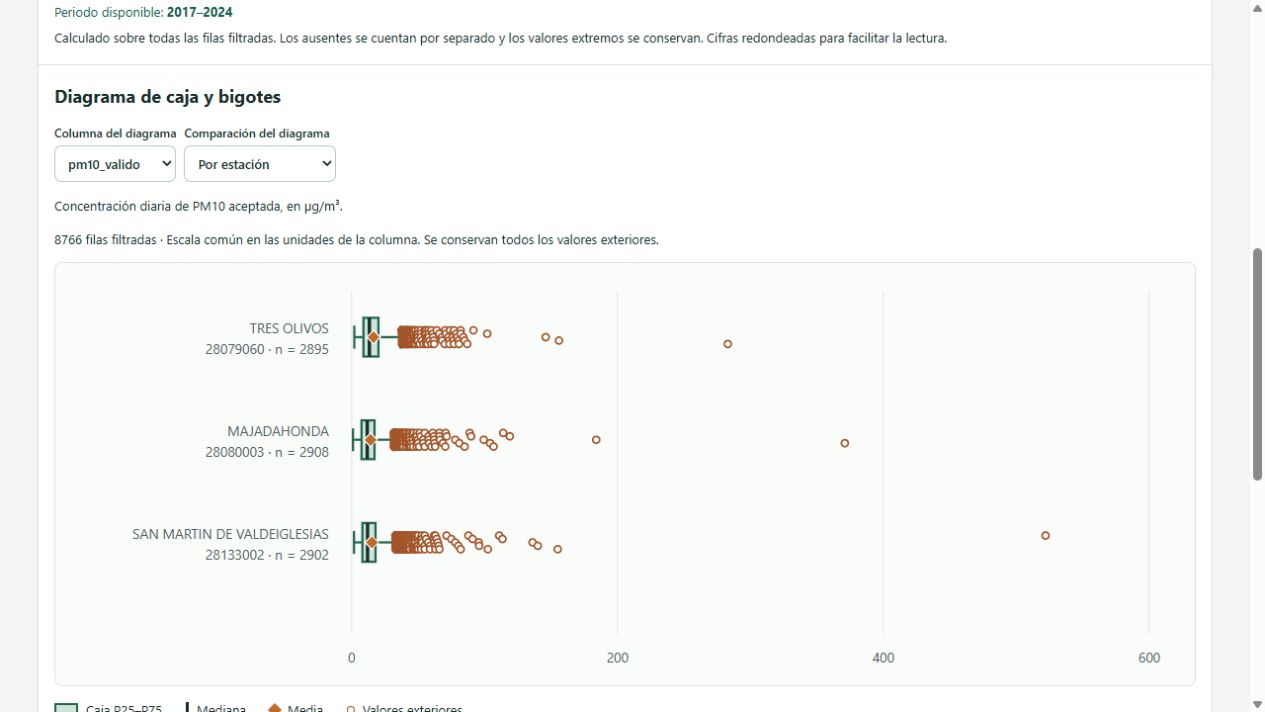 Periodo disponible: 2017–2024
Calculado sobre todas las filas filtradas. Los ausentes se cuentan por separado y los valores extremos se conservan. Cifras redondeadas para facilitar la lectura.
Diagrama de caja y bigotes
Columna del diagrama Comparación del diagrama
pm10_valido Por estación
Concentración diaria de PM10 aceptada, en µg/m³.
8766 filas filtradas · Escala común en las unidades de la columna. Se conservan todos los valores exteriores.
TRES OLIVOS
28079060 · n = 2895
MAJADAHONDA
28080003 · n = 2908
SAN MARTIN DE VALDEIGLESIAS
28133002 · n = 2902
0 200 400 600
Caja P25–P75 Mediana Media Valores exteriores